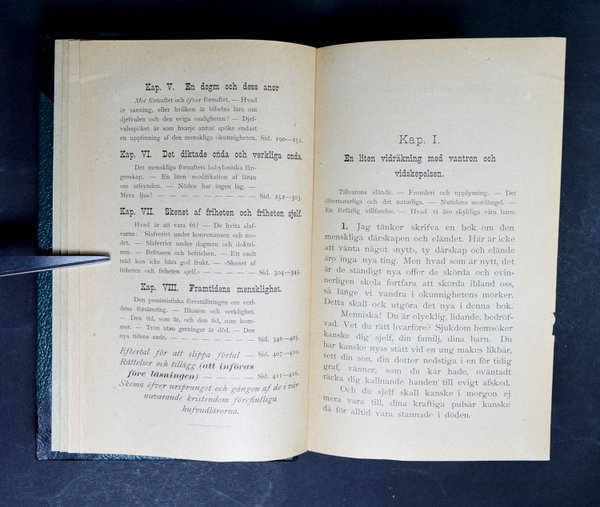 Kap. V. En dogm och dess anor
Mot förnuftet och öfver förnuftet. — Hvad
är sanning, eller hvilken är bibelns lära om
djefvulen och den eviga osaligheten? — Djef-
vulsspöket är som hvarje annat spöke endast
en uppfinning af den menskliga okunnigheten. Sid. 190—251.
Kap. VI. Det diktade onda och verkliga onda.
Det menskliga förnuftets babyloniska fån-
genskap. — En liten modifikation af läran
om arfsynden. — Nöden har ingen lag. —
Mera ljus! — — — — — — — — Sid. 252—303.
Kap. VII. Skenet af friheten och friheten sjelf.
Hvad är att vara fri? — De hvita slaf-
varne: Slafveriet under konvenansen och mo-
det. — Slafveriet under dogmen och doktri-
nen. — Befriaren och befrielsen. — Ett ondt
träd kan icke bära god frukt. — »Skenet af
friheten och friheten sjelf.» — — — Sid. 304—345.
Kap. VIII. Framtidens mensklighet.
Den pessimistiska föreställningen om verl-
dens försämring. — Illusion och verklighet.
— Den tid, som är, och den tid, som kom-
mer. — Tron utan gerningar är död. — Den
nya tidens ande. — — — — — — Sid. 346—405.
Eftertal för att slippa förtal. — Sid. 407—410.
Rättelser och tillägg (att införas
före läsningen) — — — — Sid. 411—416.
Skema öfver ursprunget och gången af de i vår
nuvarande kristendom förefintliga
hufvudlärorna.
Kap. I.
En liten vidräkning med vantron och
vidskepelsen.
Tillvarons elände. — Fromleri och upplysning. — Det
öfvernaturliga och det naturliga. — Nutidens mordängel. —
En förfärlig villfarelse. — Hvad vi äro skyldiga våra barn.
1. Jag tänker skrifva en bok om den
menskliga dårskapen och eländet. Här är icke
att vänta något »nytt», ty dårskap och elände
äro inga nya ting. Men hvad som är nytt, det
är de ständigt nya offer de skörda och evin-
nerligen skola fortfara att skörda ibland oss,
så länge vi vandra i okunnighetens mörker.
Detta skall ock utgöra det nya i denna bok.
Menniska! Du är olycklig, lidande, bedröf-
vad. Vet du rätt hvarföre? Sjukdom hemsöker
kanske dig sjelf, din familj, dina barn. Du
har kanske nyss stått vid en ung makes likbår,
sett din son, din dotter nedstiga i en för tidig
graf, vänner, som du kär hade, oväntadt
räcka dig kallnande handen till evigt afsked.
Och du sjelf skall kanske i morgon ej
mera vara till, dina kraftiga pulsar kanske
då för alltid vara stannade i döden.